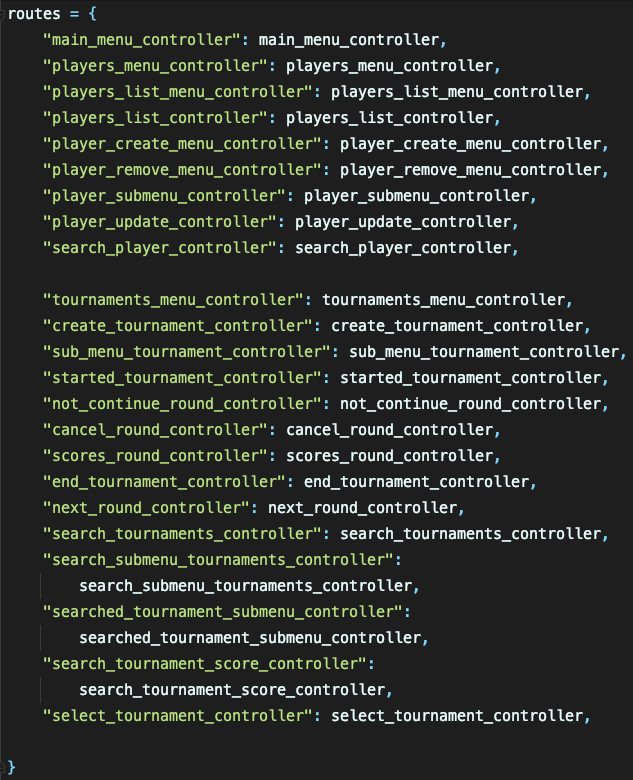 routes = {
    "main_menu_controller": main_menu_controller,
    "players_menu_controller": players_menu_controller,
    "players_list_menu_controller": players_list_menu_controller,
    "players_list_controller": players_list_controller,
    "player_create_menu_controller": player_create_menu_controller,
    "player_remove_menu_controller": player_remove_menu_controller,
    "player_submenu_controller": player_submenu_controller,
    "player_update_controller": player_update_controller,
    "search_player_controller": search_player_controller,

    "tournaments_menu_controller": tournaments_menu_controller,
    "create_tournament_controller": create_tournament_controller,
    "sub_menu_tournament_controller": sub_menu_tournament_controller,
    "started_tournament_controller": started_tournament_controller,
    "not_continue_round_controller": not_continue_round_controller,
    "cancel_round_controller": cancel_round_controller,
    "scores_round_controller": scores_round_controller,
    "end_tournament_controller": end_tournament_controller,
    "next_round_controller": next_round_controller,
    "search_tournaments_controller": search_tournaments_controller,
    "search_submenu_tournaments_controller":
        search_submenu_tournaments_controller,
    "searched_tournament_submenu_controller":
        searched_tournament_submenu_controller,
    "search_tournament_score_controller":
        search_tournament_score_controller,
    "select_tournament_controller": select_tournament_controller,

}